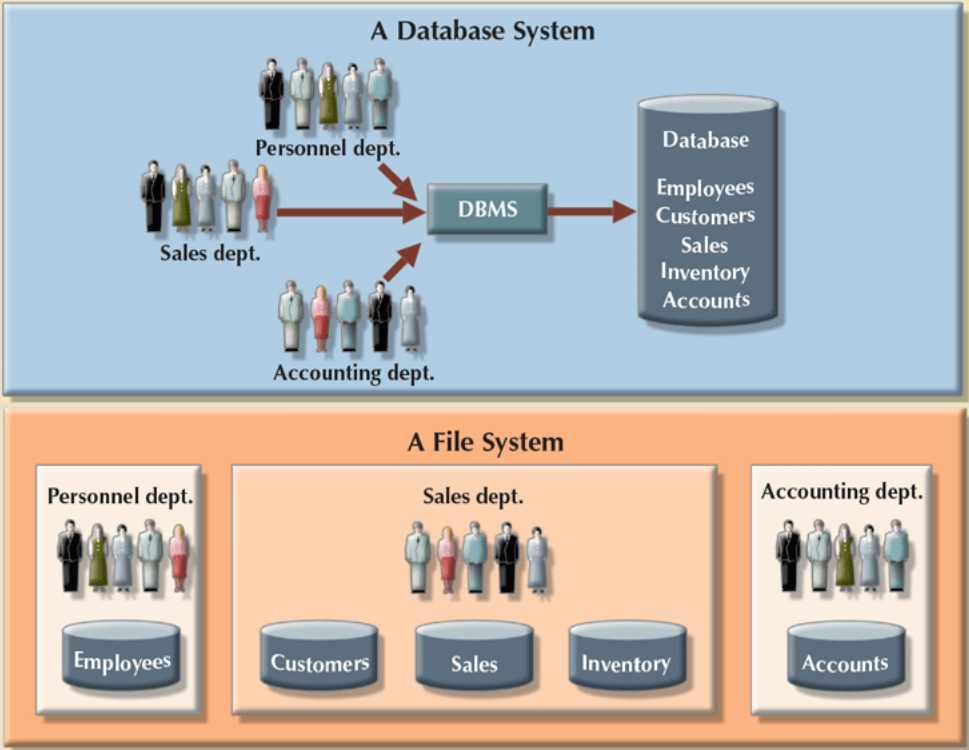 A Database System
Personnel dept.
Sales dept.
Accounting dept.
DBMS
Database
Employees
Customers
Sales
Inventory
Accounts
A File System
Personnel dept.
Employees
Sales dept.
Customers
Sales
Inventory
Accounting dept.
Accounts